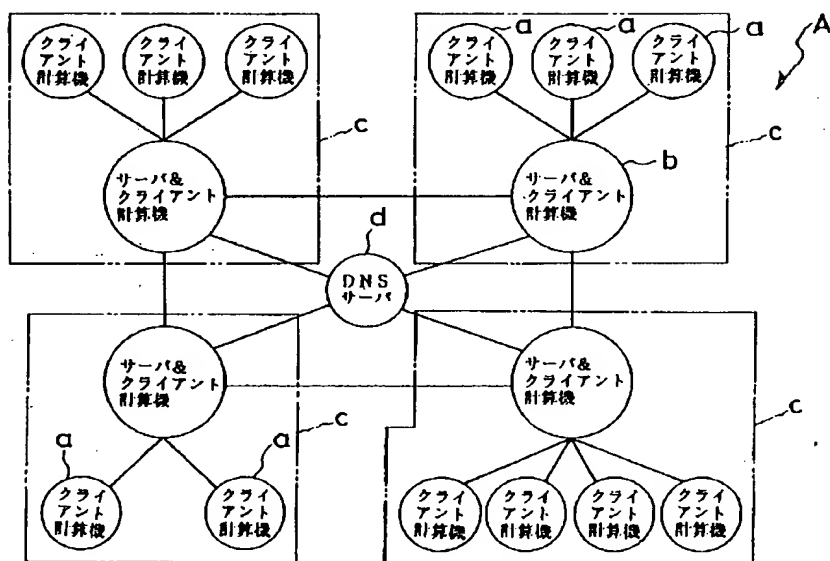 a
a
a
A
クライ
アント
計算機
クライ
アント
計算機
クライ
アント
計算機
クライ
アント
計算機
クライ
アント
計算機
クライ
アント
計算機
c
c
b
サーバ&
クライアント
計算機
サーバ&
クライアント
計算機
d
DNS
サーバ
サーバ&
クライアント
計算機
サーバ&
クライアント
計算機
c
c
a
a
クライ
アント
計算機
クライ
アント
計算機
クライ
アント
計算機
クライ
アント
計算機
クライ
アント
計算機
クライ
アント
計算機